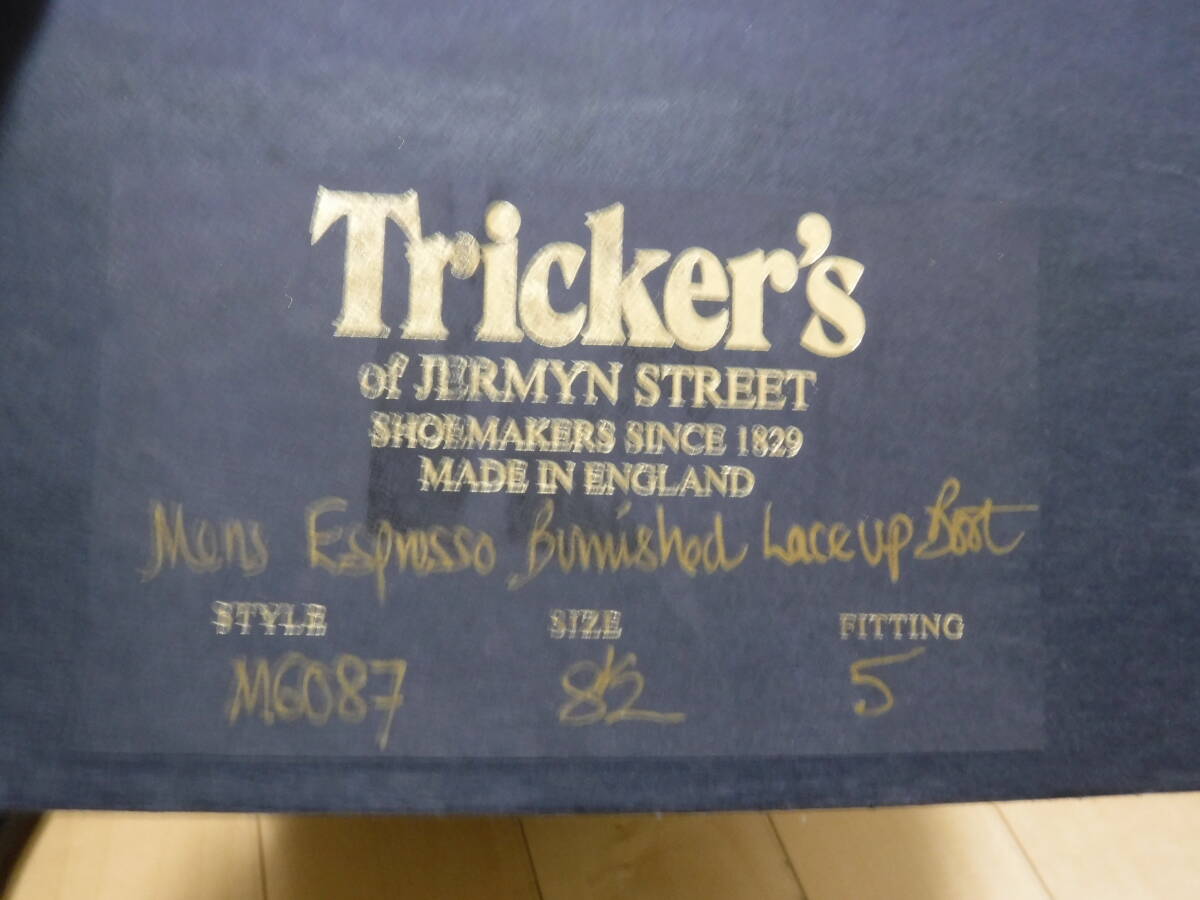 Tricker's
of JERMYN STREET
SHOEMAKERS SINCE 1829
MADE IN ENGLAND
Mens Espresso Burnished Lace up Boot
STYLE SIZE FITTING
M6087 8½ 5